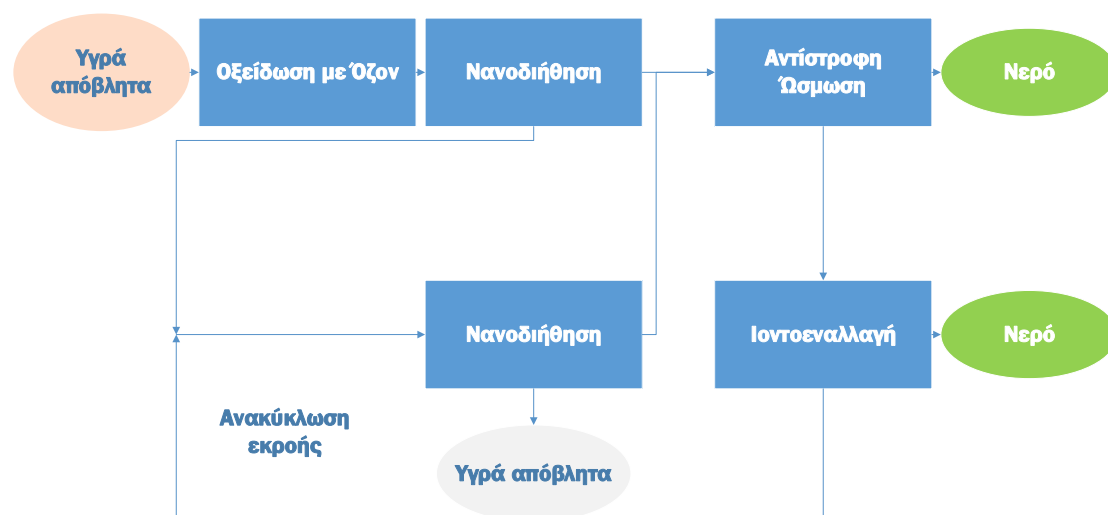 Υγρά
απόβλητα
Οξείδωση με Όζον
Νανοδιήθηση
Αντίστροφη
Ώσμωση
Νερό
Νανοδιήθηση
Ιοντοεναλλαγή
Νερό
Ανακύκλωση
εκροής
Υγρά απόβλητα